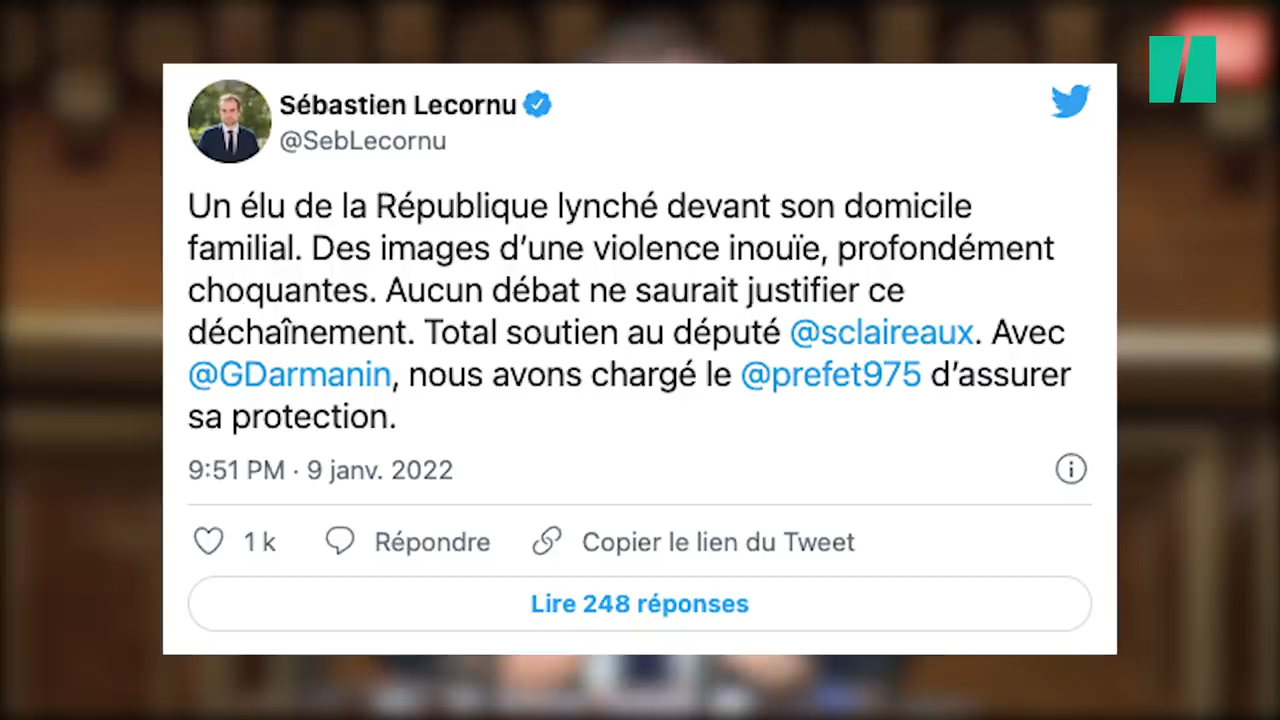 Sébastien Lecornu
@SebLecornu
Un élu de la République lynché devant son domicile
familial. Des images d’une violence inouïe, profondément
choquantes. Aucun débat ne saurait justifier ce
déchaînement. Total soutien au député @sclaireaux. Avec
@GDarmanin, nous avons chargé le @prefet975 d’assurer
sa protection.
9:51 PM · 9 janv. 2022
1 k Répondre Copier le lien du Tweet
Lire 248 réponses